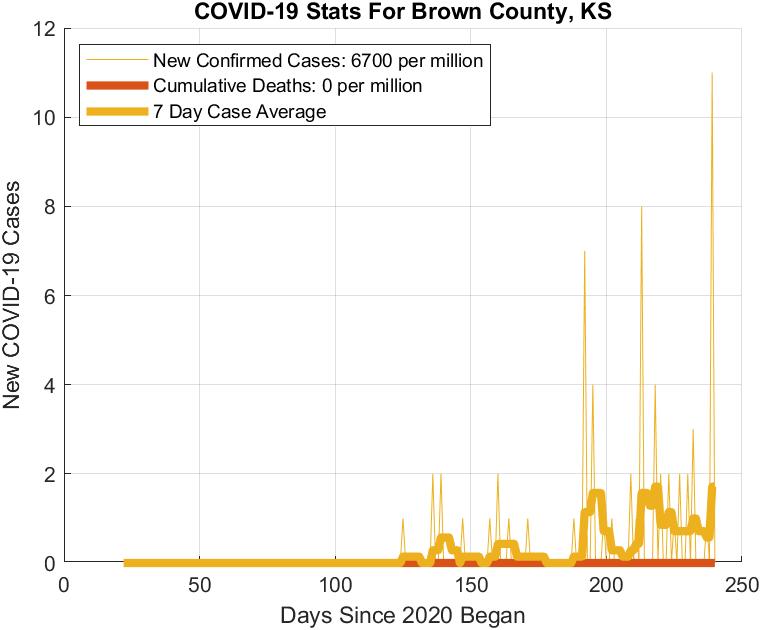 COVID-19 Stats For Brown County, KS
New Confirmed Cases: 6700 per million
Cumulative Deaths: 0 per million
7 Day Case Average
New COVID-19 Cases
12
10
8
6
4
2
0
0 50 100 150 200 250
Days Since 2020 Began